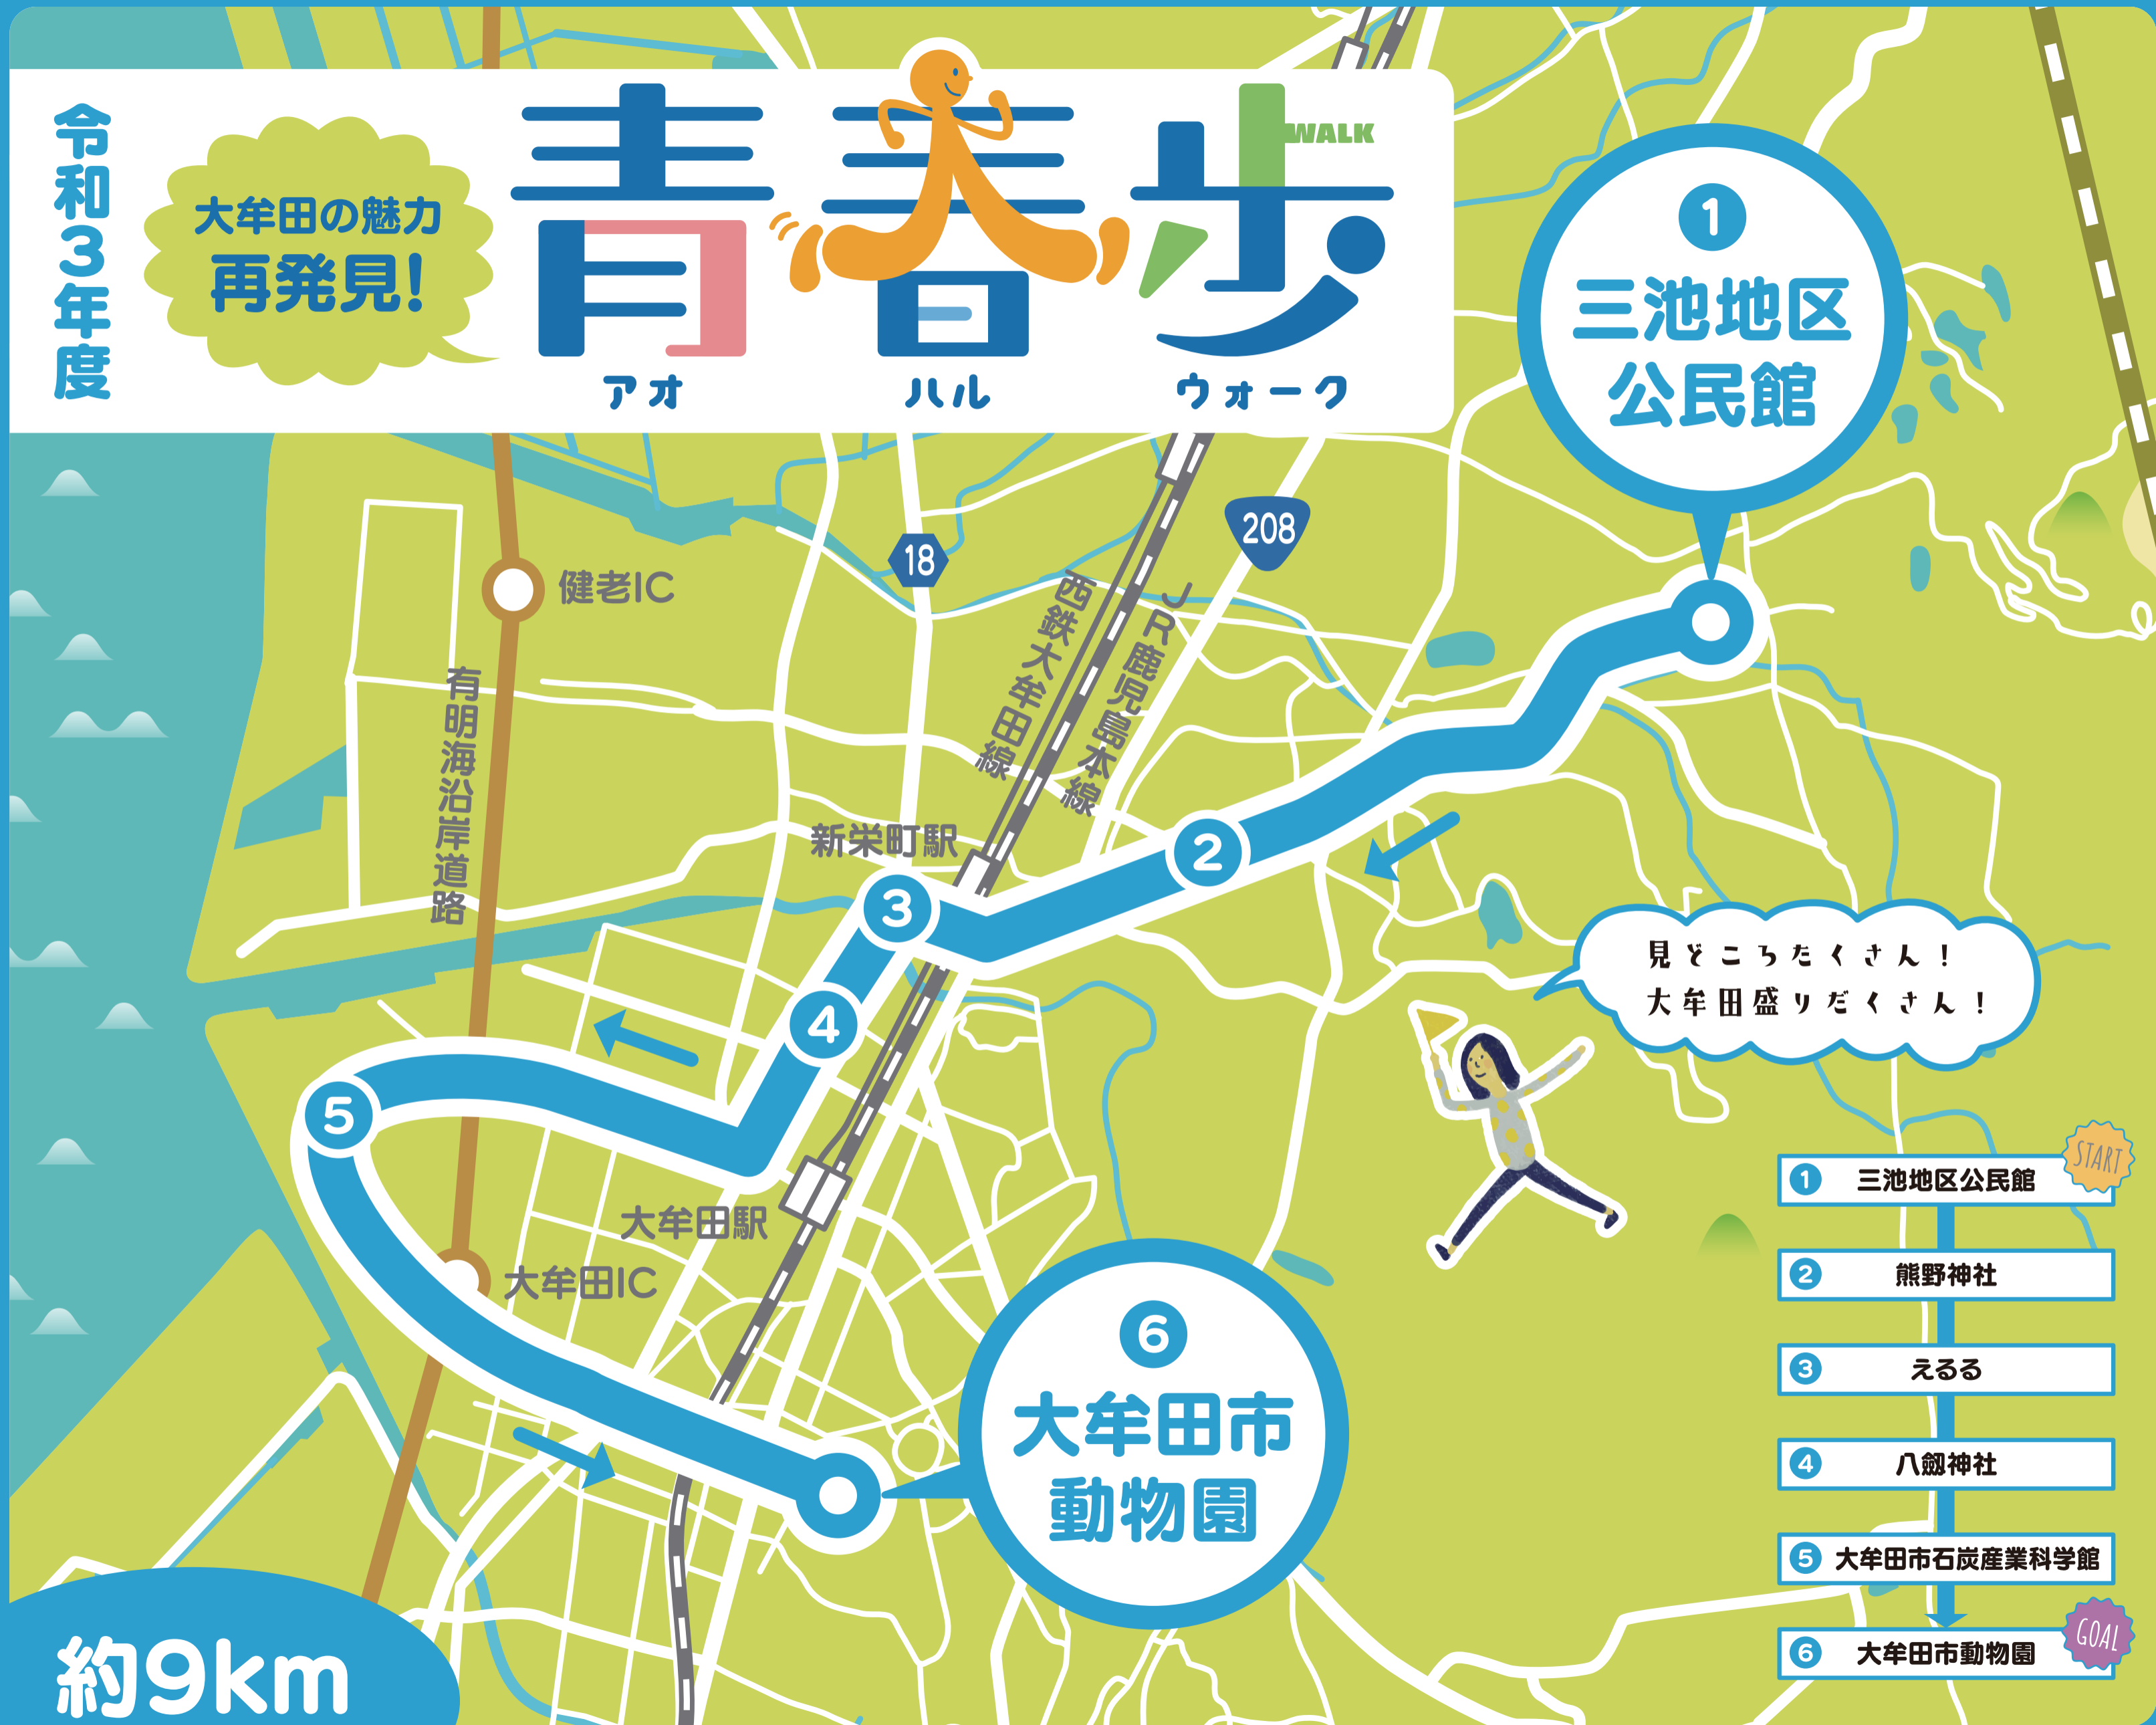 令和3年度
大牟田の魅力
再発見!
青春歩
WALK
アオ
ハル
ウォーク
1
三池地区
公民館
18
208
健老IC
西鉄大牟田線
JR鹿児島本線
有明海沿岸道路
新栄町駅
2
3
4
5
見どころたくさん!
大牟田盛りだくさん!
大牟田駅
大牟田IC
6
大牟田市
動物園
START
1 三池地区公民館
2 熊野神社
3 えるる
4 八劔神社
5 大牟田市石炭産業科学館
6 大牟田市動物園
GOAL
約9km